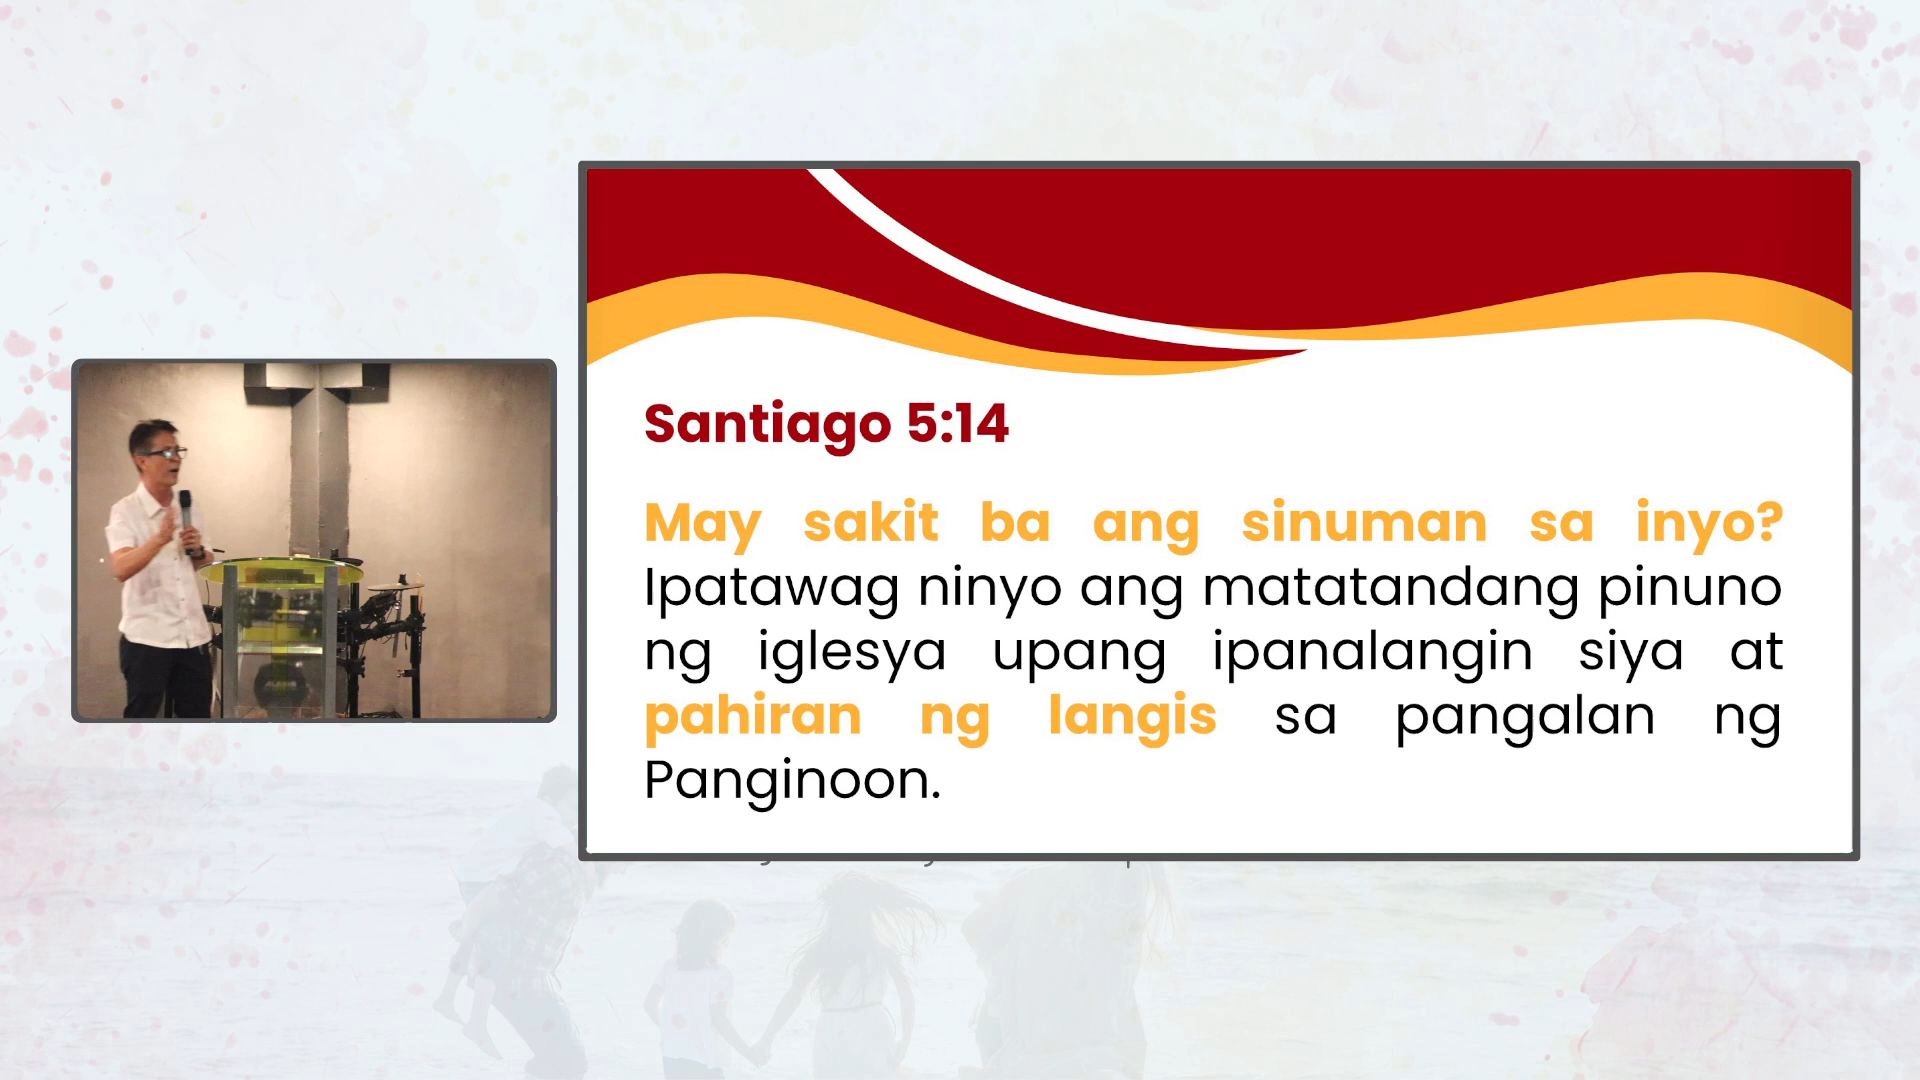 Santiago 5:14
May sakit ba ang sinuman sa inyo?
Ipatawag ninyo ang matatandang pinuno
ng iglesya upang ipanalangin siya at
pahiran ng langis sa pangalan ng
Panginoon.